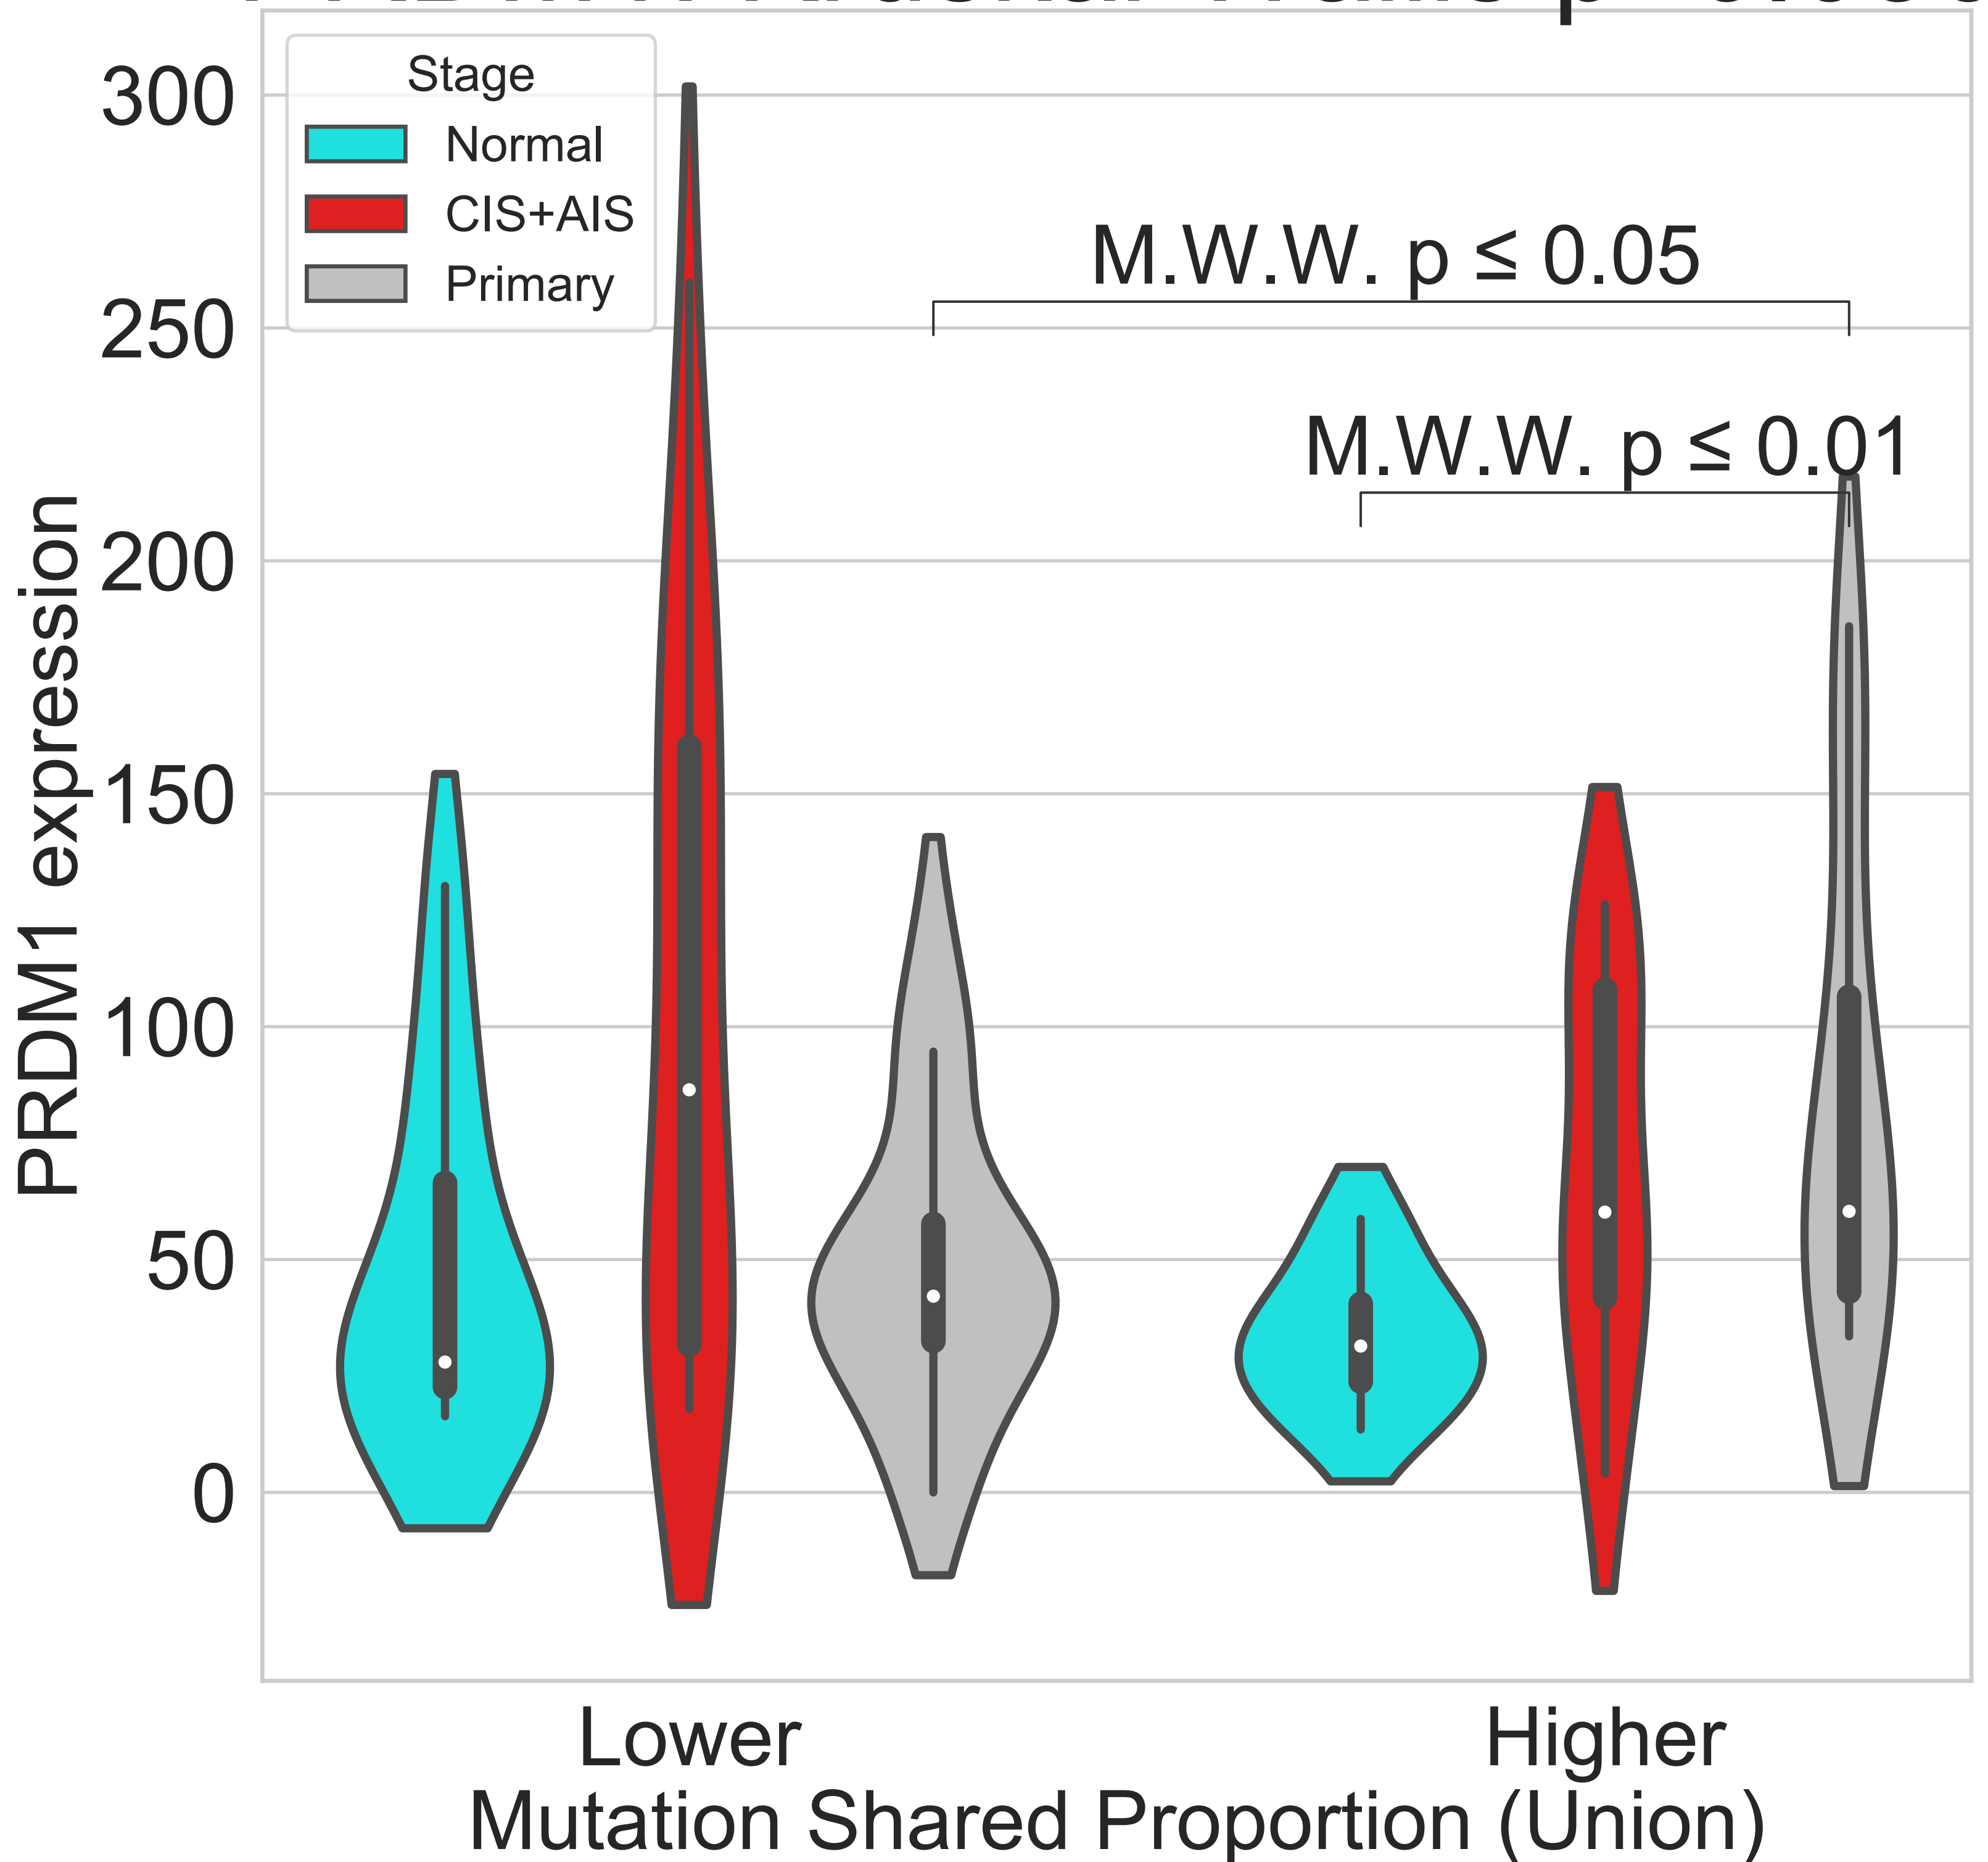 Stage
Normal
CIS+AIS
Primary
M.W.W. p ≤ 0.05
M.W.W. p ≤ 0.01
300
250
200
150
100
50
0
PRDM1 expression
Lower
Higher
Mutation Shared Proportion (Union)